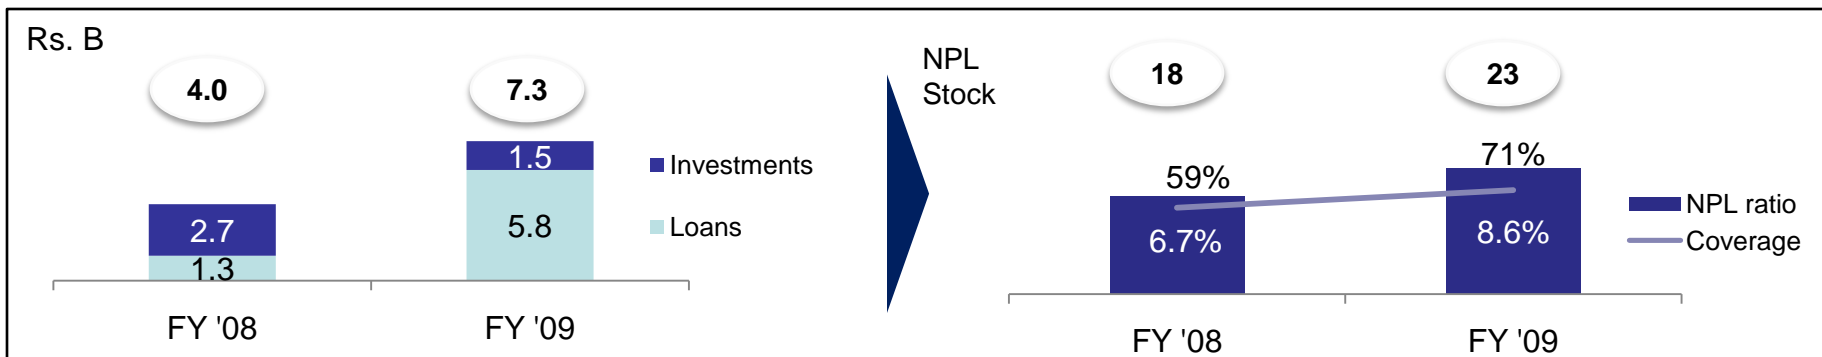 Rs. B
4.0
7.3
1.5
2.7
5.8
1.3
Investments
Loans
FY '08
FY '09
NPL
Stock
18
23
59%
71%
6.7%
8.6%
NPL ratio
Coverage
FY '08
FY '09